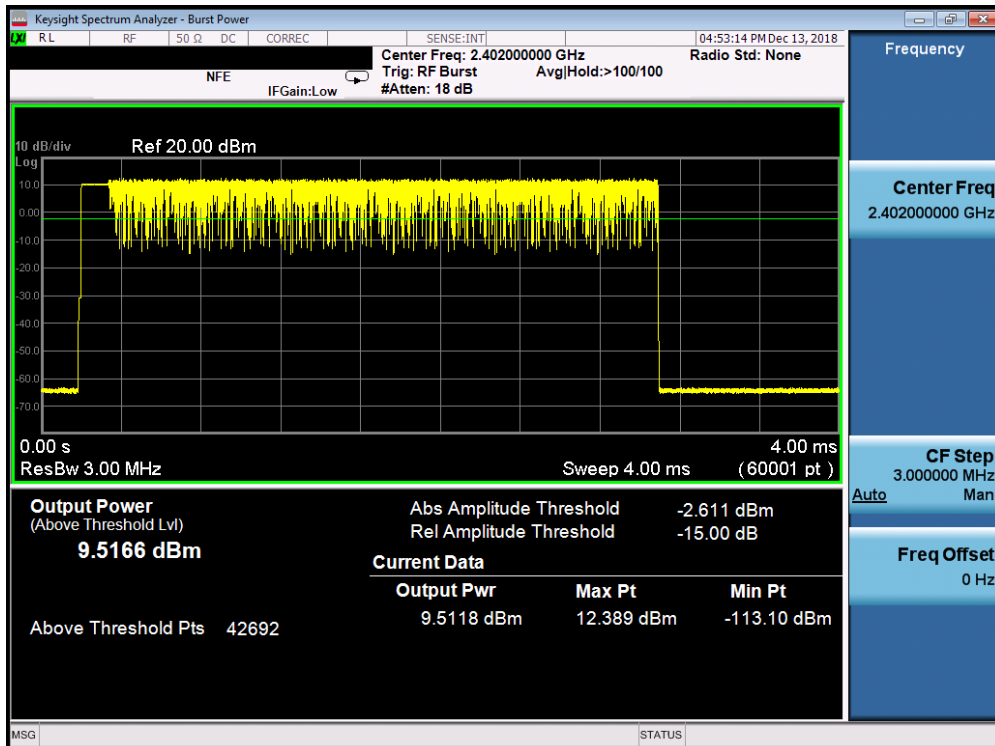 Keysight Spectrum Analyzer - Burst Power
LXI RL RF 50 Ω DC CORREC SENSE:INT 04:53:14 PM Dec 13, 2018
Center Freq: 2.402000000 GHz Radio Std: None
NFE Trig: RF Burst Avg|Hold:>100/100
IFGain:Low #Atten: 18 dB
10 dB/div Ref 20.00 dBm
Log
10.0
0.00
-10.0
-20.0
-30.0
-40.0
-50.0
-60.0
-70.0
0.00 s 4.00 ms
ResBw 3.00 MHz Sweep 4.00 ms (60001 pt)
Output Power
(Above Threshold Lvl)
9.5166 dBm
Above Threshold Pts 42692
Abs Amplitude Threshold -2.611 dBm
Rel Amplitude Threshold -15.00 dB
Current Data
Output Pwr Max Pt Min Pt
9.5118 dBm 12.389 dBm -113.10 dBm
Frequency
Center Freq
2.402000000 GHz
CF Step
3.000000 MHz
Auto Man
Freq Offset
0 Hz
MSG STATUS